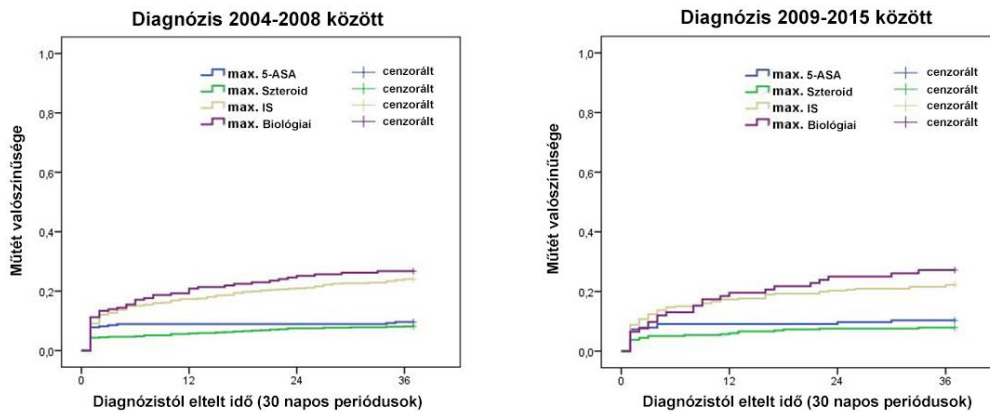 Diagnózis 2004-2008 között
1,0
0,8
0,6
0,4
0,2
0,0
0
12
24
36
Műtét valószínűsége
Diagnózistól eltelt idő (30 napos periódusok)
max. 5-ASA
max. Szteroid
max. IS
max. Biológiai
cenzorált
cenzorált
cenzorált
cenzorált
Diagnózis 2009-2015 között
1,0
0,8
0,6
0,4
0,2
0,0
0
12
24
36
Műtét valószínűsége
Diagnózistól eltelt idő (30 napos periódusok)
max. 5-ASA
max. Szteroid
max. IS
max. Biológiai
cenzorált
cenzorált
cenzorált
cenzorált